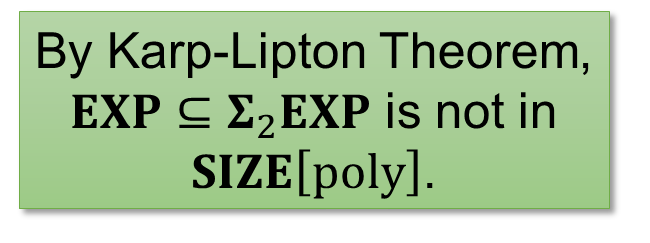 By Karp-Lipton Theorem,
EXP ⊆ Σ₂EXP is not in
SIZE[poly].